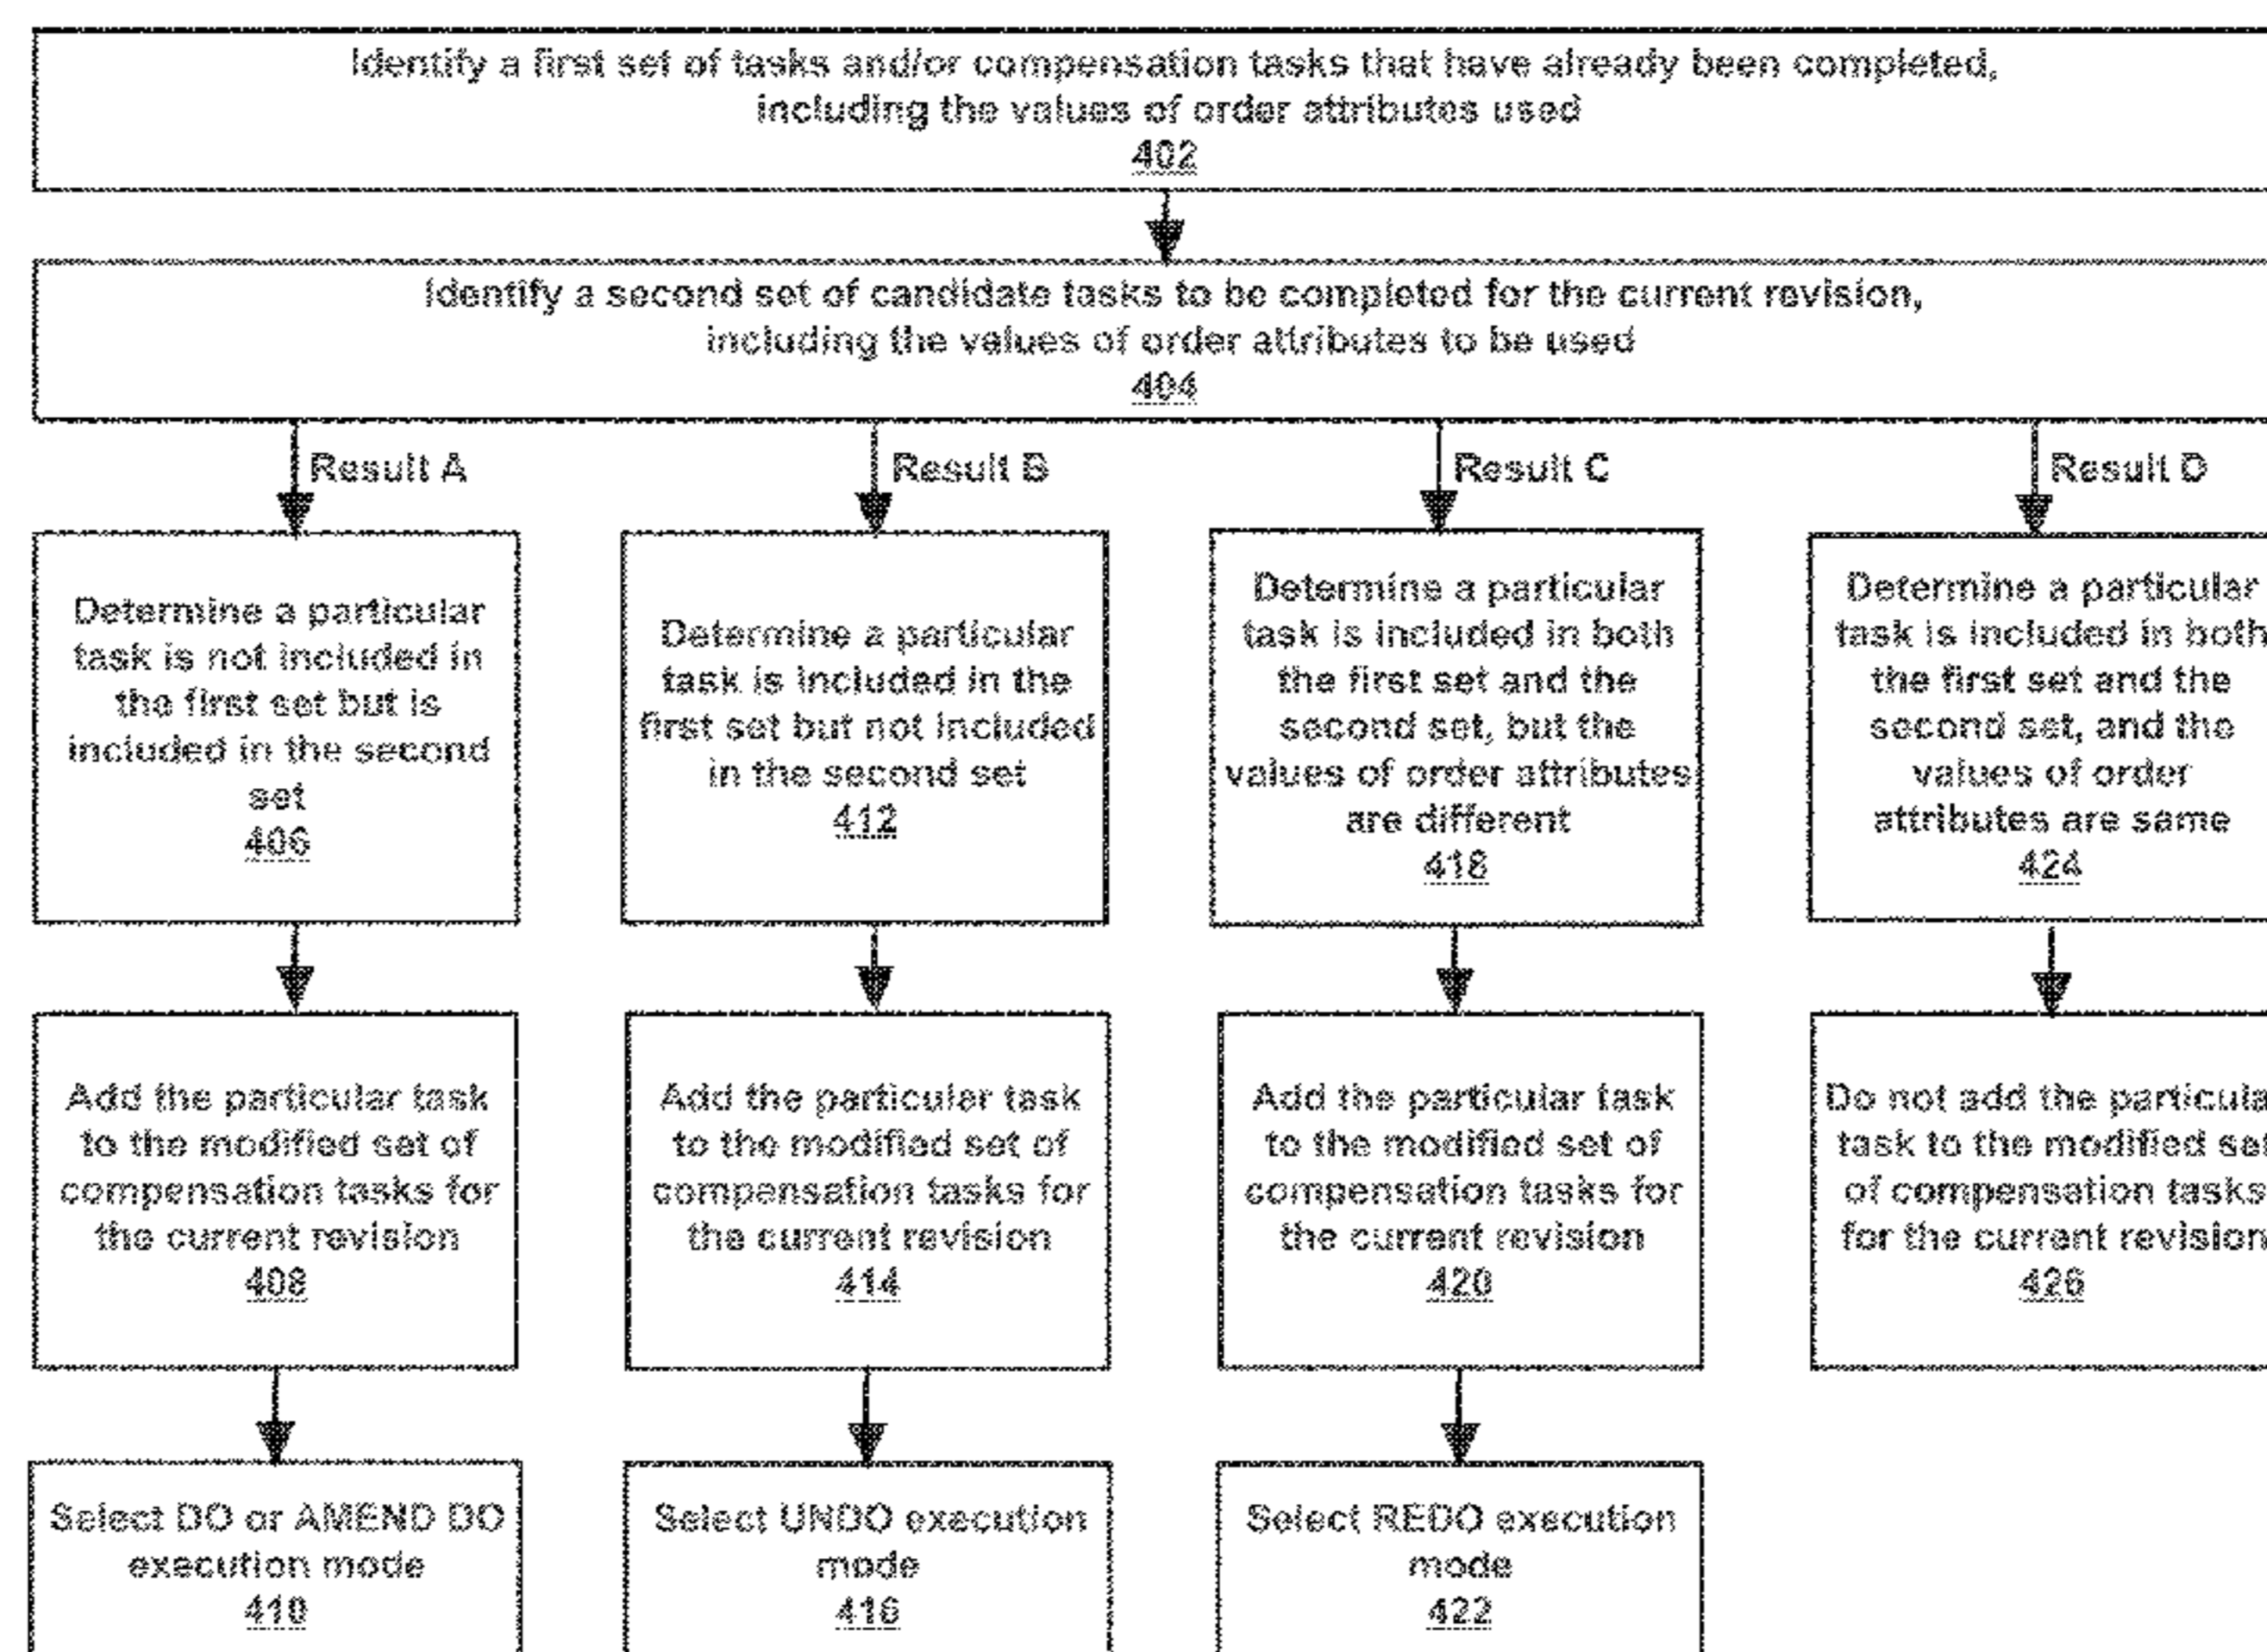 Identify a first set of tasks and/or compensation tasks that have already been completed,
including the values of order attributes used
402
Identify a second set of candidate tasks to be completed for the current revision,
including the values of order attributes to be used
404
Result A
Result B
Result C
Result D
Determine a particular
task is not included in
the first set but is
included in the second
set
406
Determine a particular
task is included in the
first set but not included
in the second set
412
Determine a particular
task is included in both
the first set and the
second set, but the
values of order attributes
are different
418
Determine a particular
task is included in both
the first set and the
second set, and the
values of order
attributes are same
424
Add the particular task
to the modified set of
compensation tasks for
the current revision
408
Add the particular task
to the modified set of
compensation tasks for
the current revision
414
Add the particular task
to the modified set of
compensation tasks for
the current revision
420
Do not add the particula
task to the modified set
of compensation tasks
for the current revision
426
Select DO or AMEND DO
execution mode
410
Select UNDO execution
mode
416
Select REDO execution
mode
422